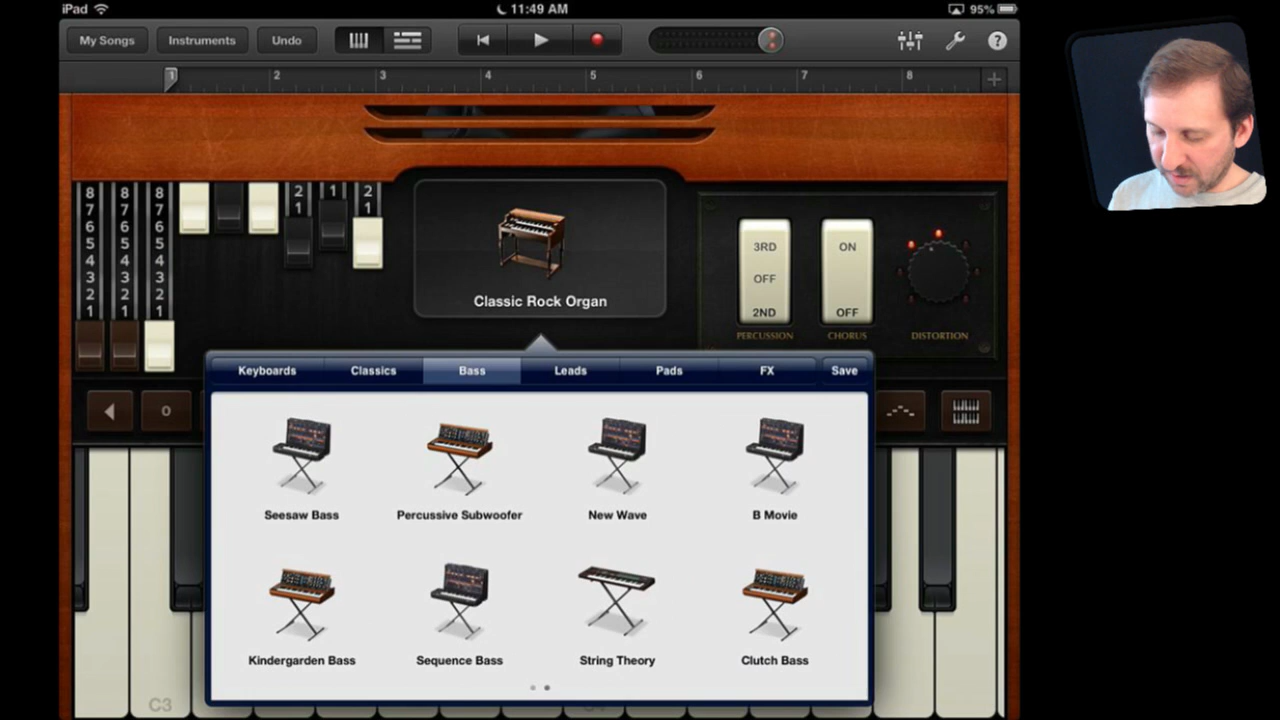 iPad 11:49 AM 95%
My Songs Instruments Undo
1 2 3 4 5 6 7 8
8 8 8 2 1 2
7 7 7 1 1
6 6 6
5 5 5
4 4 4
3 3 3
2 2 2
1 1 1
3RD ON
OFF
2ND OFF
PERCUSSION CHORUS DISTORTION
Classic Rock Organ
Keyboards Classics Bass Leads Pads FX Save
0
Seesaw Bass Percussive Subwoofer New Wave B Movie
Kindergarden Bass Sequence Bass String Theory Clutch Bass
C3